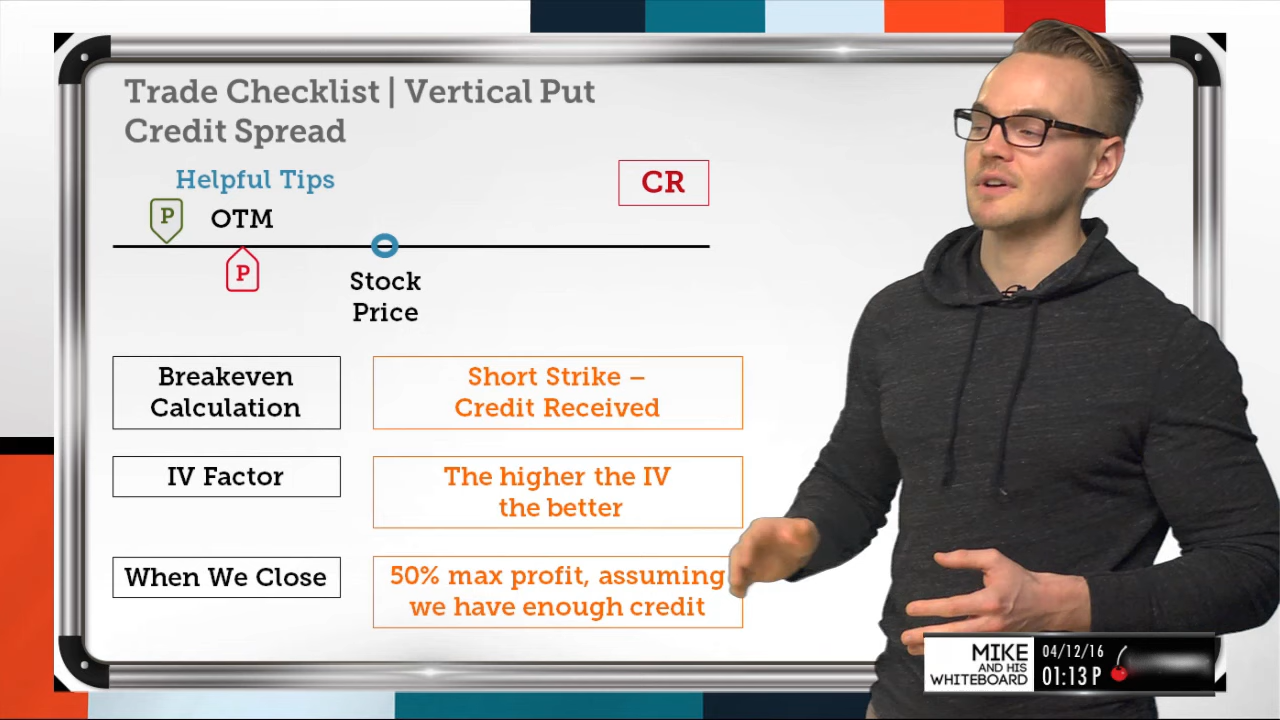 Trade Checklist | Vertical Put
Credit Spread
Helpful Tips
CR
P
OTM
P
Stock
Price
Breakeven
Calculation
Short Strike –
Credit Received
IV Factor
The higher the IV
the better
When We Close
50% max profit, assuming
we have enough credit
MIKE
AND HIS
WHITEBOARD
04/12/16
01:13 P